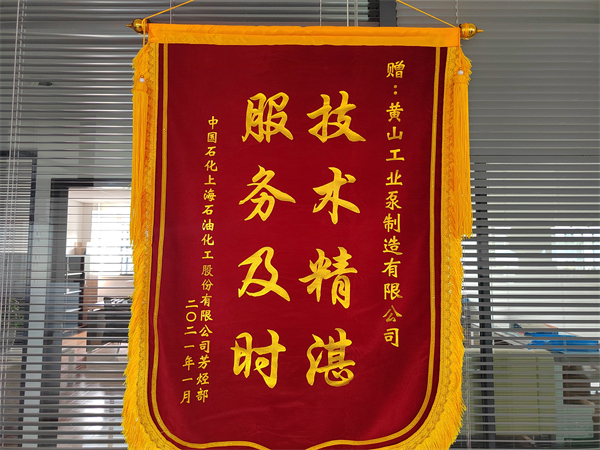 赠：黄山工业泵制造有限公司
技术精湛
服务及时
中国石化上海石油化工股份有限公司芳烃部
二〇二一年一月